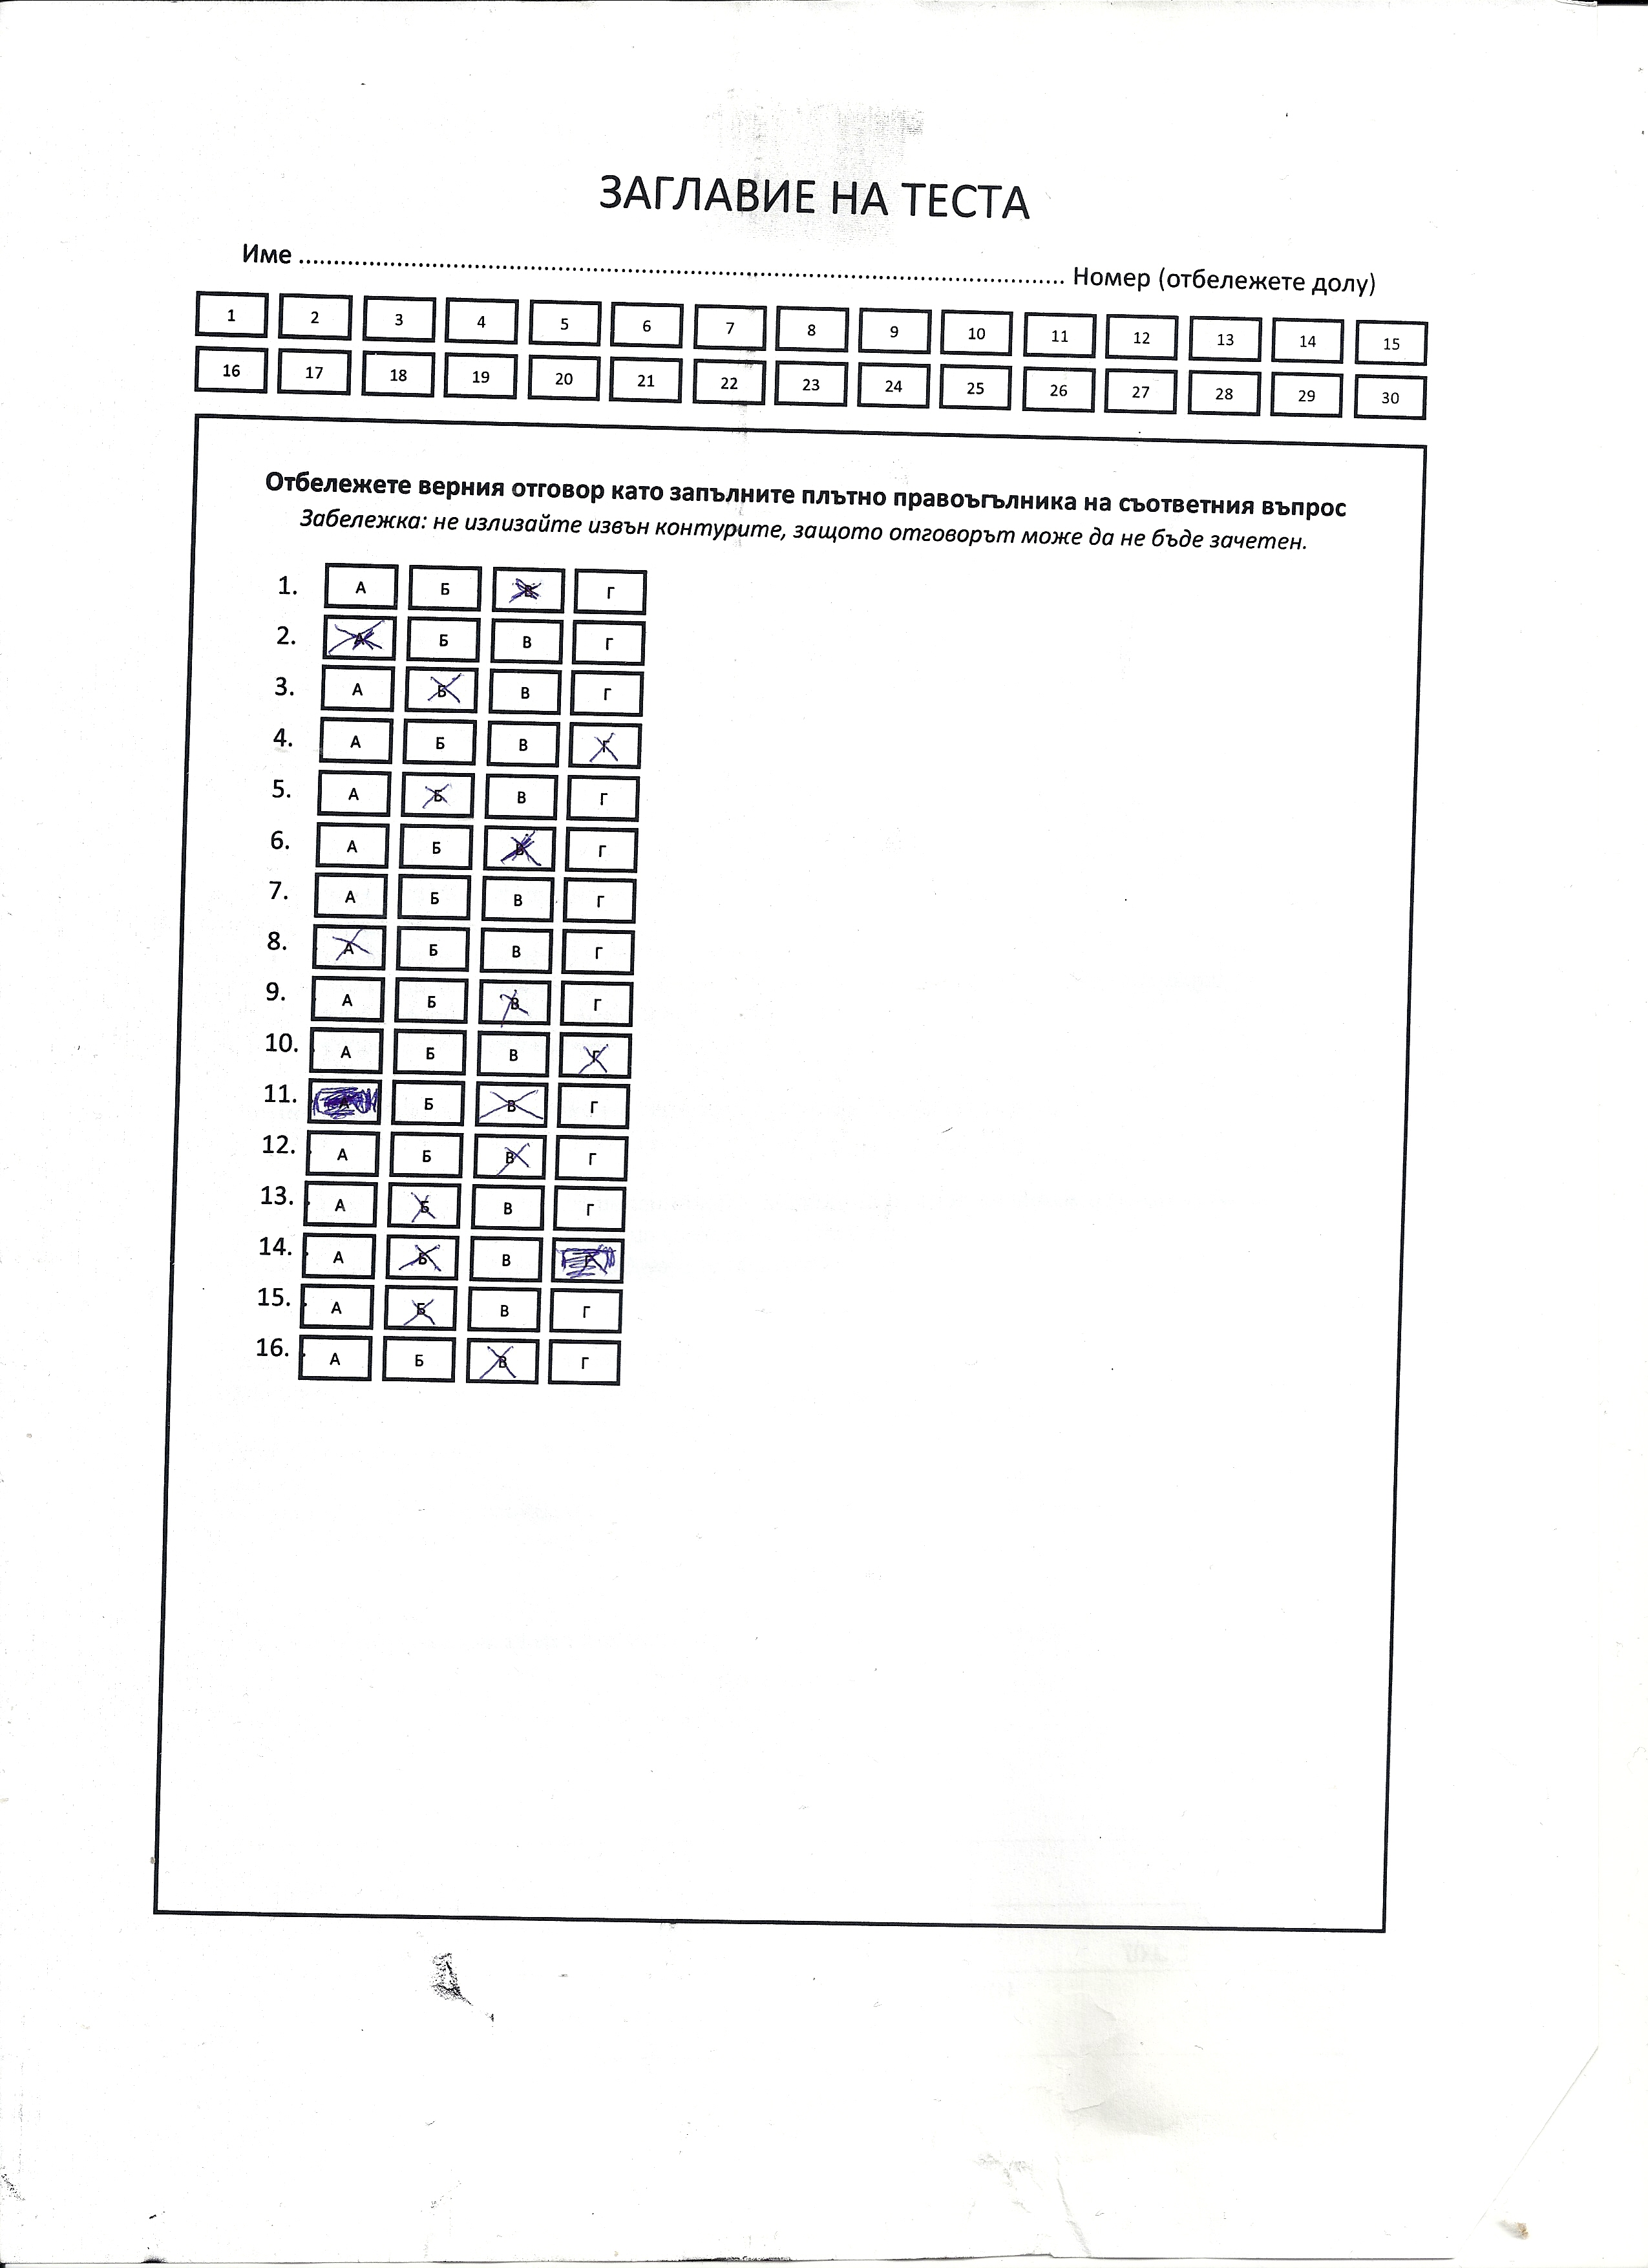 ЗАГЛАВИЕ НА ТЕСТА
Име ........................................................................................................ Номер (отбележете долу)
1 2 3 4 5 6 7 8 9 10 11 12 13 14 15
16 17 18 19 20 21 22 23 24 25 26 27 28 29 30
Отбележете верния отговор като запълните плътно правоъгълника на съответния въпрос
Забележка: не излизайте извън контурите, защото отговорът може да не бъде зачетен.
1. А Б В Г
2. А Б В Г
3. А Б В Г
4. А Б В Г
5. А Б В Г
6. А Б В Г
7. А Б В Г
8. А Б В Г
9. А Б В Г
10. А Б В Г
11. А Б В Г
12. А Б В Г
13. А Б В Г
14. А Б В Г
15. А Б В Г
16. А Б В Г